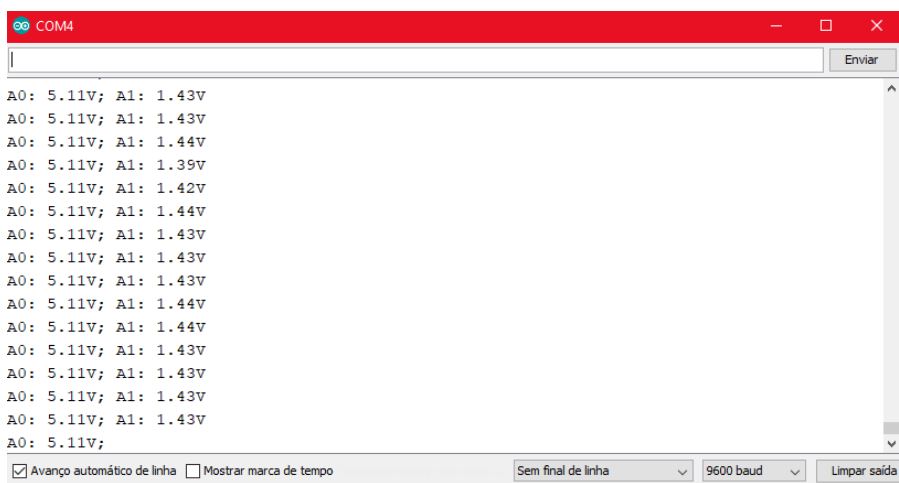 COM4
Enviar
A0: 5.11V; A1: 1.43V
A0: 5.11V; A1: 1.43V
A0: 5.11V; A1: 1.44V
A0: 5.11V; A1: 1.39V
A0: 5.11V; A1: 1.42V
A0: 5.11V; A1: 1.44V
A0: 5.11V; A1: 1.43V
A0: 5.11V; A1: 1.43V
A0: 5.11V; A1: 1.43V
A0: 5.11V; A1: 1.44V
A0: 5.11V; A1: 1.44V
A0: 5.11V; A1: 1.43V
A0: 5.11V; A1: 1.43V
A0: 5.11V; A1: 1.43V
A0: 5.11V; A1: 1.43V
A0: 5.11V;
Avanço automático de linha Mostrar marca de tempo Sem final de linha 9600 baud Limpar saída